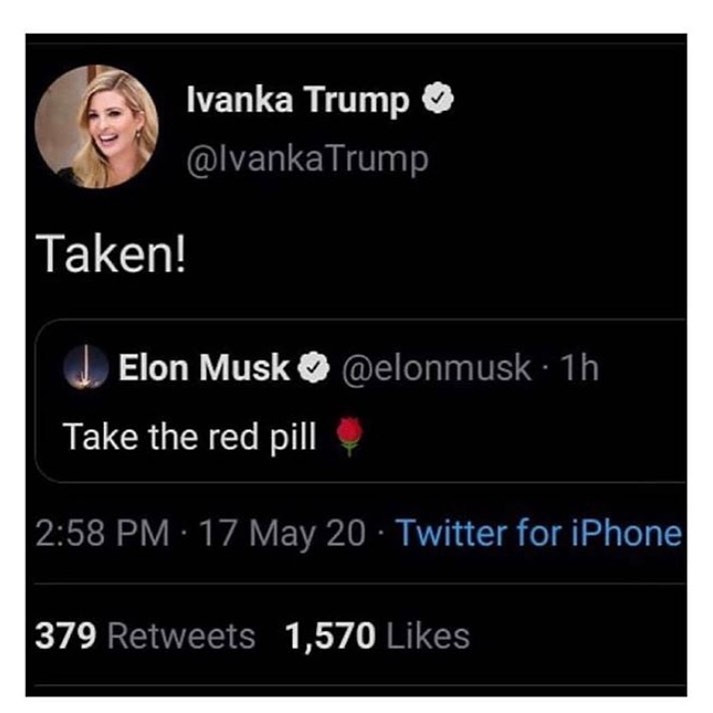 Ivanka Trump
@IvankaTrump
Taken!
Elon Musk @elonmusk · 1h
Take the red pill 🌹
2:58 PM · 17 May 20 · Twitter for iPhone
379 Retweets 1,570 Likes